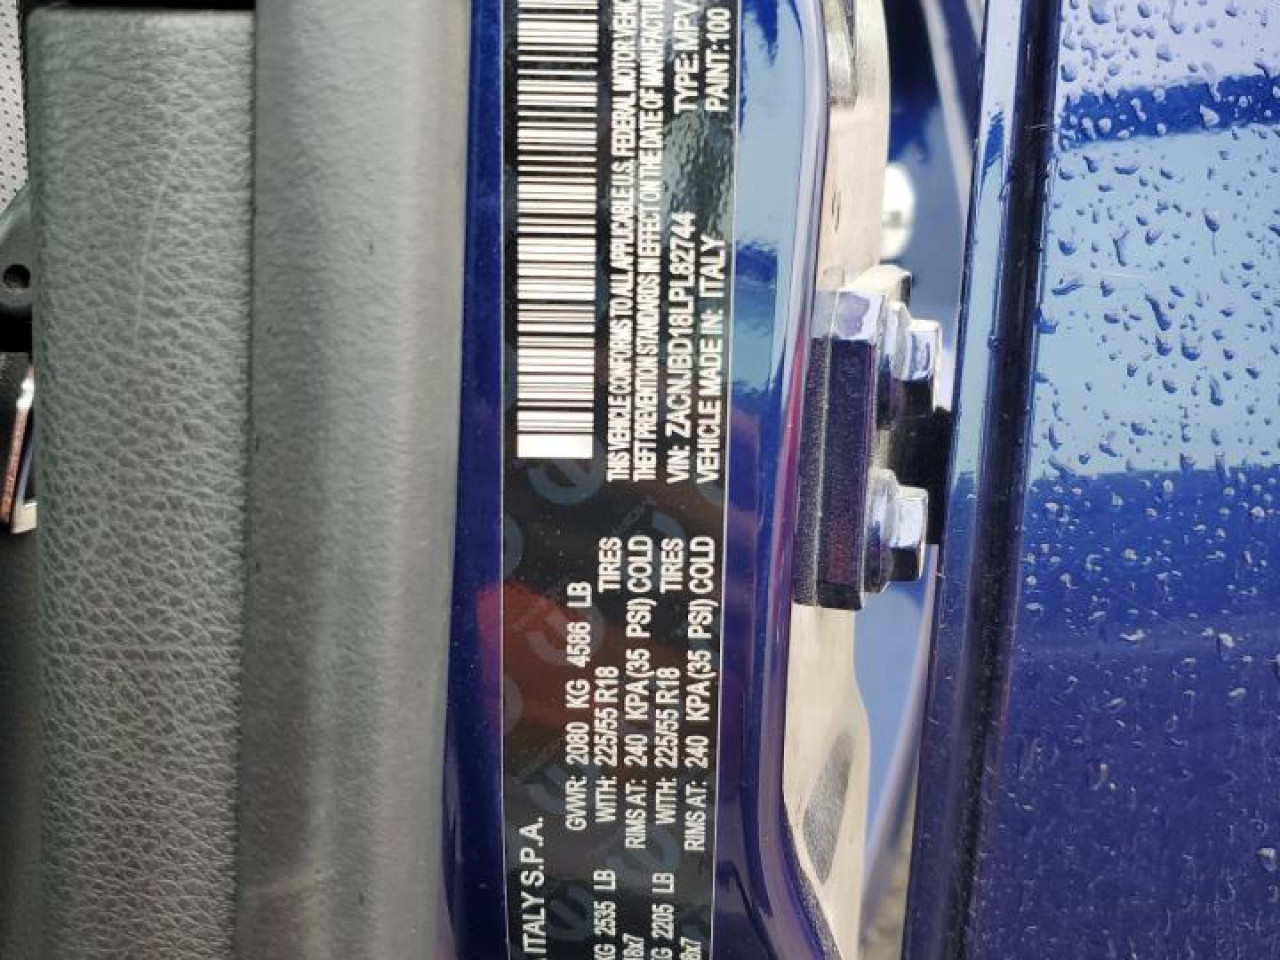 ITALY S.P.A.
GVWR: 2080 KG 4586 LB
KG 2535 LB WITH: 225/55 R18 TIRES
18x7 RIMS AT: 240 KPA(35 PSI) COLD
KG 2205 LB WITH: 225/55 R18 TIRES
8x7 RIMS AT: 240 KPA(35 PSI) COLD
THIS VEHICLE CONFORMS TO ALL APPLICABLE U.S. FEDERAL MOTOR VEHIC
THEFT PREVENTION STANDARDS IN EFFECT ON THE DATE OF MANUFACTU
VIN: ZACNJBD18LPL82744 TYPE: MPV
VEHICLE MADE IN: ITALY PAINT: 100